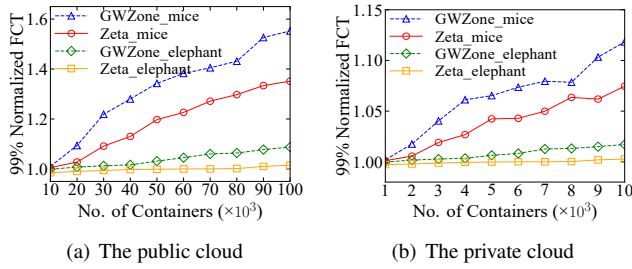 99% Normalized FCT
1.6
1.4
1.2
1.0
GWZone_mice
Zeta_mice
GWZone_elephant
Zeta_elephant
10 20 30 40 50 60 70 80 90 100
No. of Containers (×10³)
(a) The public cloud
99% Normalized FCT
1.15
1.10
1.05
1.00
GWZone_mice
Zeta_mice
GWZone_elephant
Zeta_elephant
1 2 3 4 5 6 7 8 9 10
No. of Containers (×10³)
(b) The private cloud